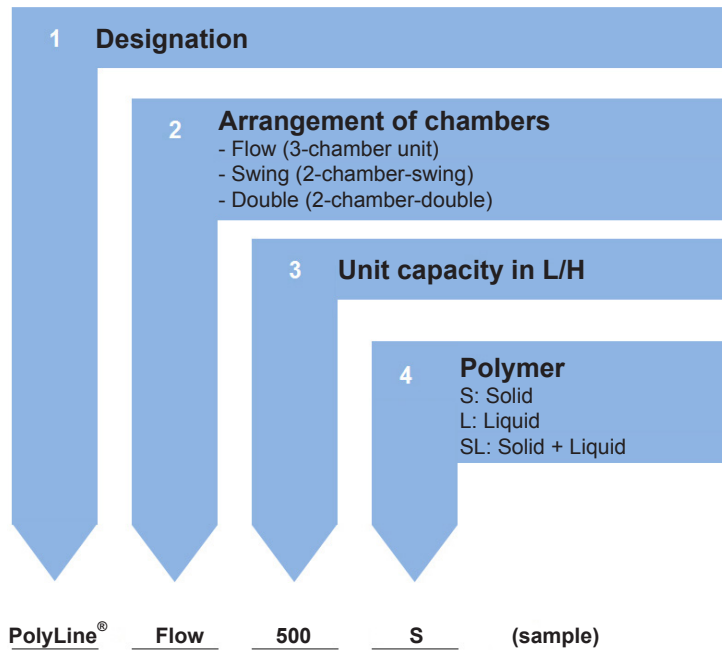 1 Designation
2 Arrangement of chambers
- Flow (3-chamber unit)
- Swing (2-chamber-swing)
- Double (2-chamber-double)
3 Unit capacity in L/H
4 Polymer
S: Solid
L: Liquid
SL: Solid + Liquid
PolyLine® Flow 500 S (sample)